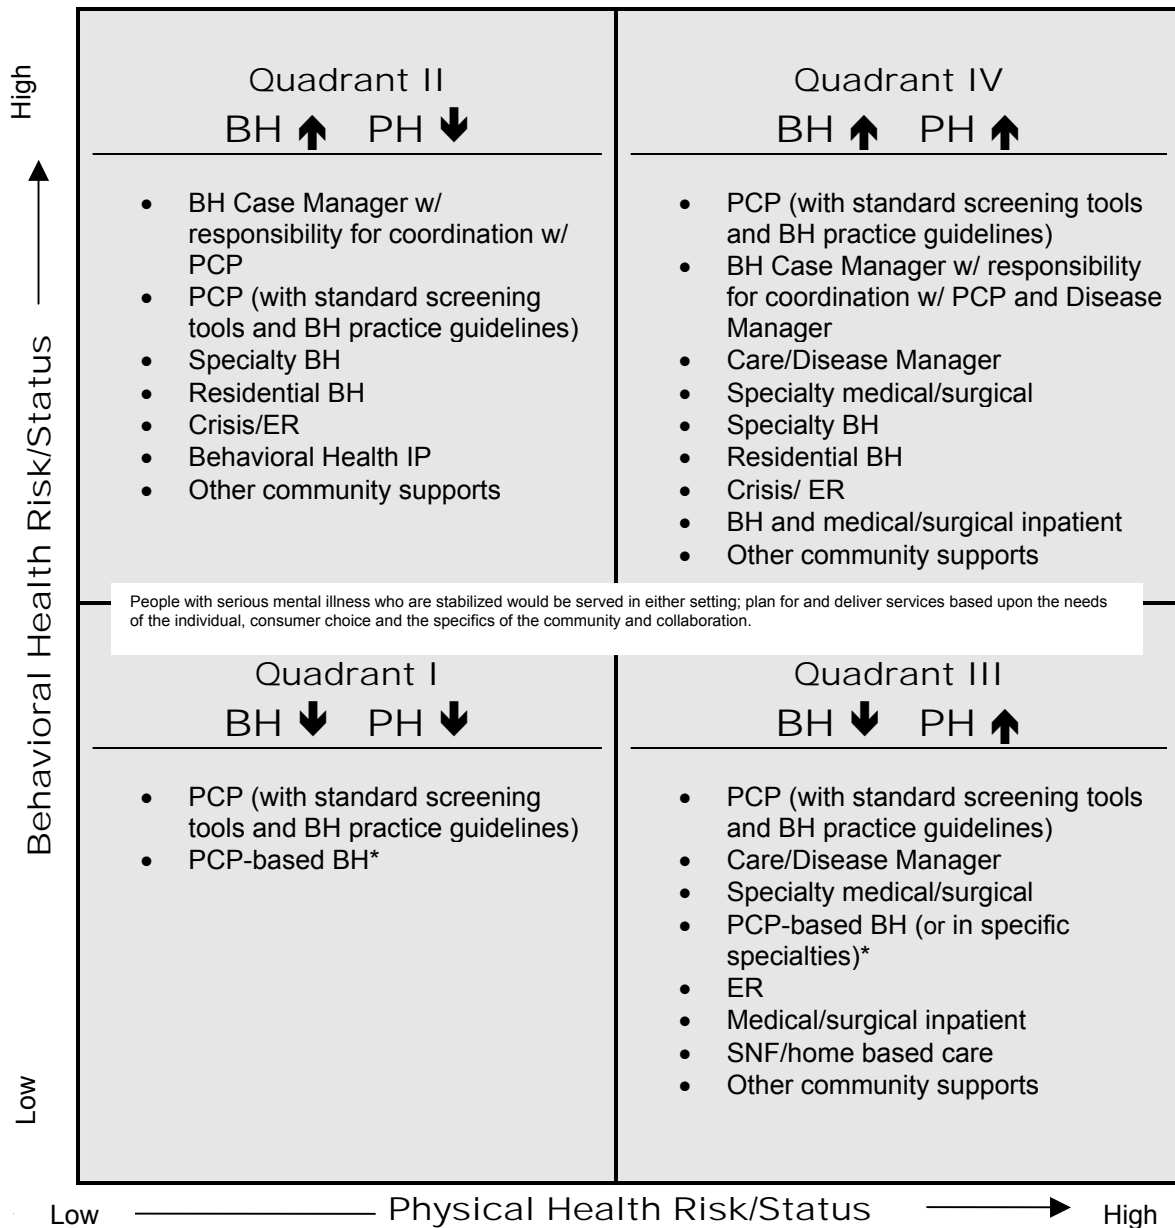 High
Behavioral Health Risk/Status
Low
Quadrant II
BH PH
• BH Case Manager w/
responsibility for coordination w/
PCP
• PCP (with standard screening
tools and BH practice guidelines)
• Specialty BH
• Residential BH
• Crisis/ER
• Behavioral Health IP
• Other community supports
Quadrant IV
BH PH
• PCP (with standard screening tools
and BH practice guidelines)
• BH Case Manager w/ responsibility
for coordination w/ PCP and Disease
Manager
• Care/Disease Manager
• Specialty medical/surgical
• Specialty BH
• Residential BH
• Crisis/ ER
• BH and medical/surgical inpatient
• Other community supports
People with serious mental illness who are stabilized would be served in either setting; plan for and deliver services based upon the needs
of the individual, consumer choice and the specifics of the community and collaboration.
Quadrant I
BH PH
• PCP (with standard screening
tools and BH practice guidelines)
• PCP-based BH*
Quadrant III
BH PH
• PCP (with standard screening tools
and BH practice guidelines)
• Care/Disease Manager
• Specialty medical/surgical
• PCP-based BH (or in specific
specialties)*
• ER
• Medical/surgical inpatient
• SNF/home based care
• Other community supports
Low Physical Health Risk/Status High